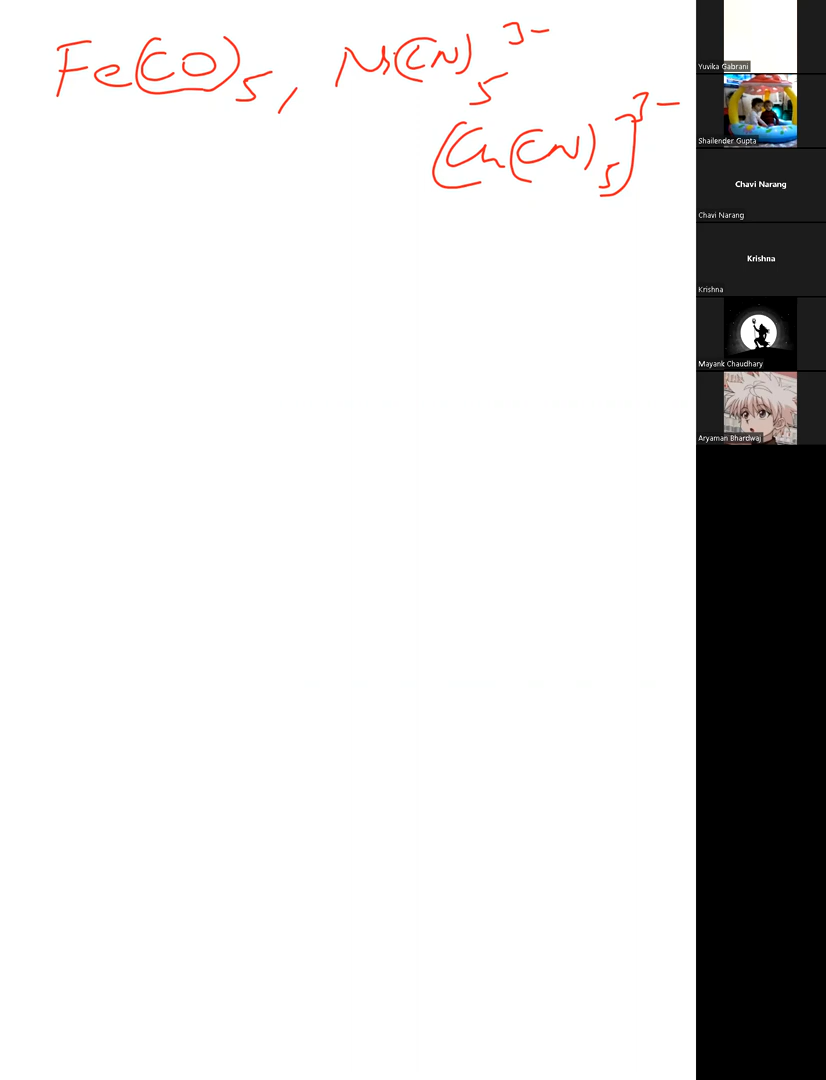 Fe(CO)5, Ni(CN)5 3-
[Cu(CN)5]3-
Yuvika Gabrani
Shailender Gupta
Chavi Narang
Chavi Narang
Krishna
Krishna
Mayank Chaudhary
Aryaman Bhardwaj